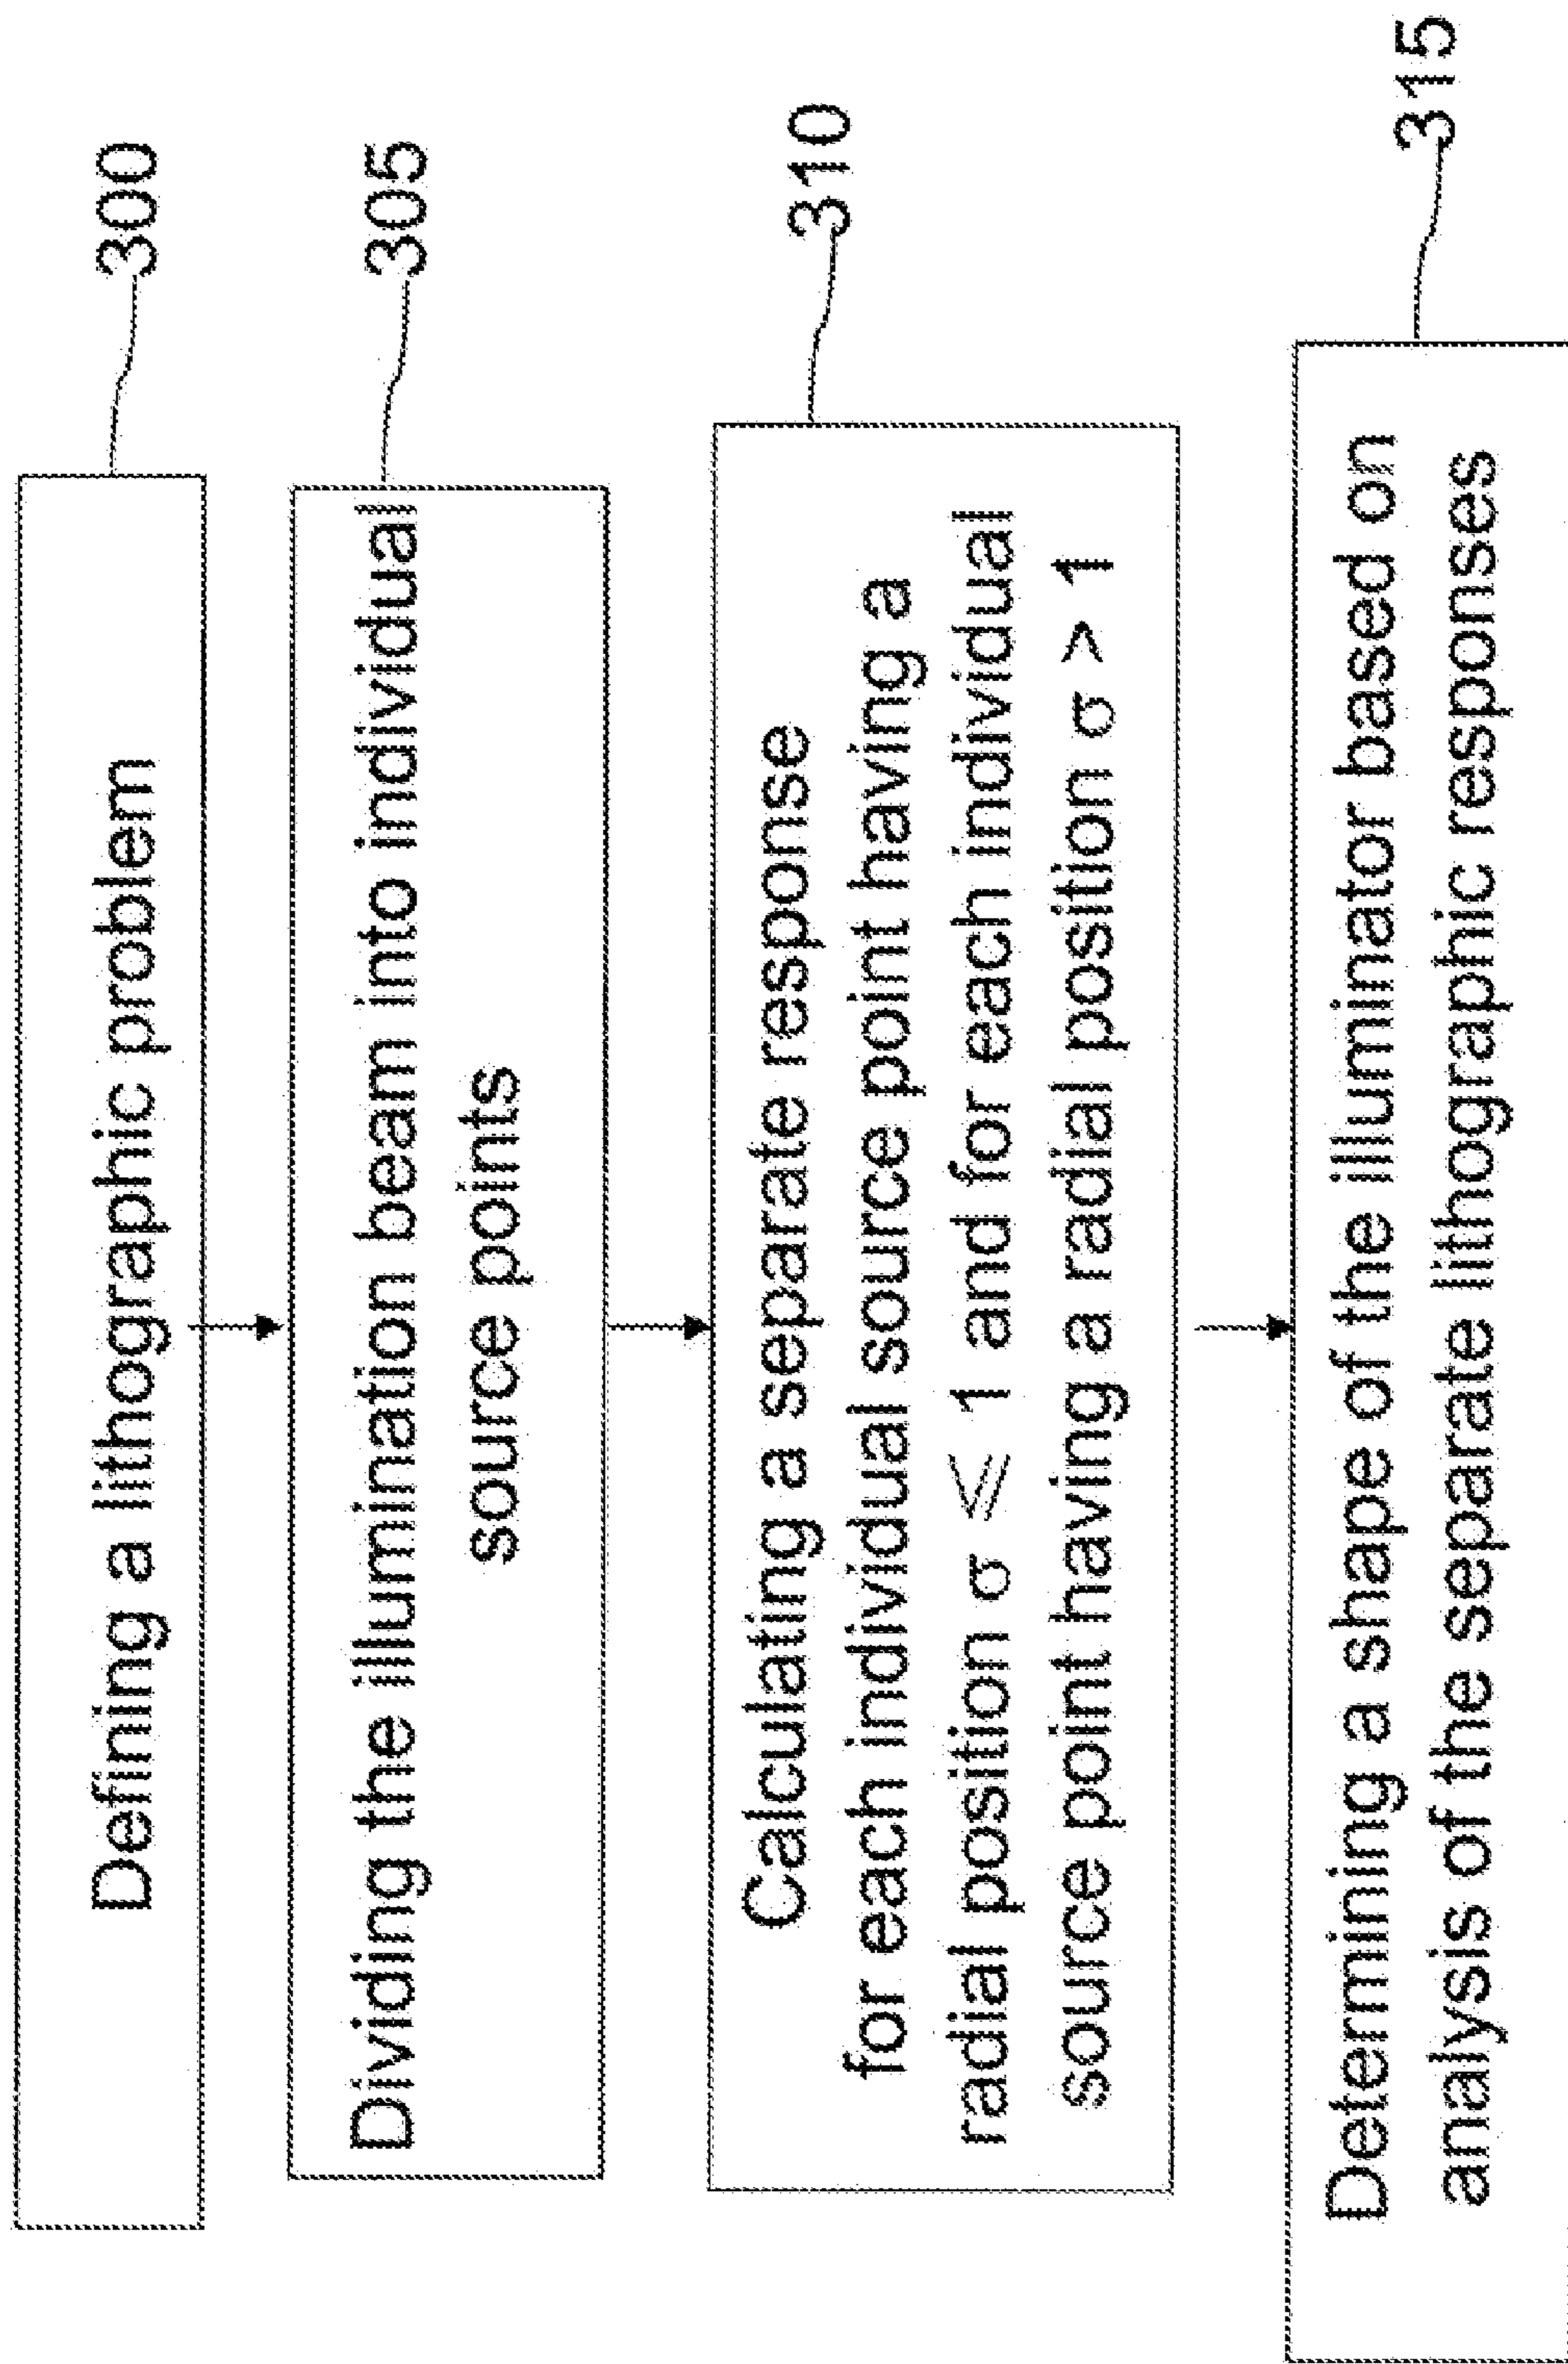 Defining a lithographic problem
300
Dividing the illumination beam into individual
source points
305
Calculating a separate response
for each individual source point having a
radial position σ ⩽ 1 and for each individual
source point having a radial position σ > 1
310
Determining a shape of the illuminator based on
analysis of the separate lithographic responses
315